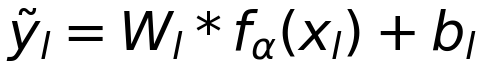 ỹ_l = W_l * f_α(x_l) + b_l